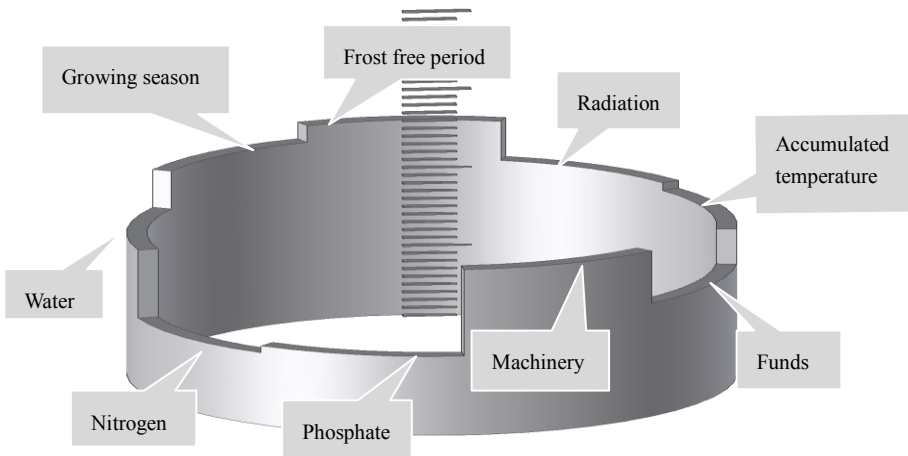 Frost free period
Growing season
Radiation
Accumulated
temperature
Water
Machinery
Funds
Nitrogen
Phosphate